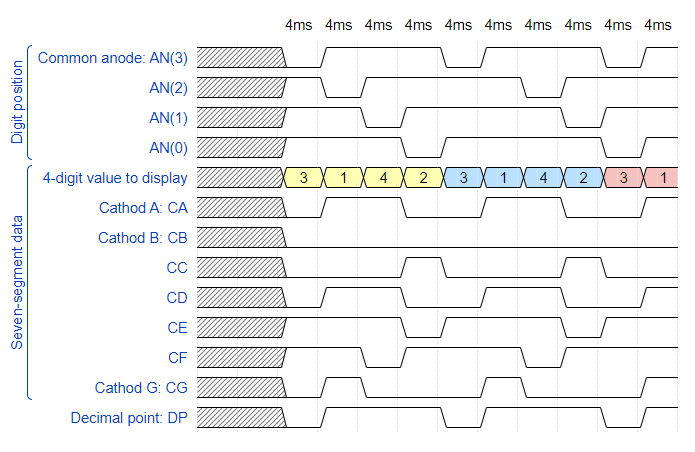 4ms 4ms 4ms 4ms 4ms 4ms 4ms 4ms 4ms 4ms
Digit position
Common anode: AN(3)
AN(2)
AN(1)
AN(0)
Seven-segment data
4-digit value to display 3 1 4 2 3 1 4 2 3 1
Cathod A: CA
Cathod B: CB
CC
CD
CE
CF
Cathod G: CG
Decimal point: DP